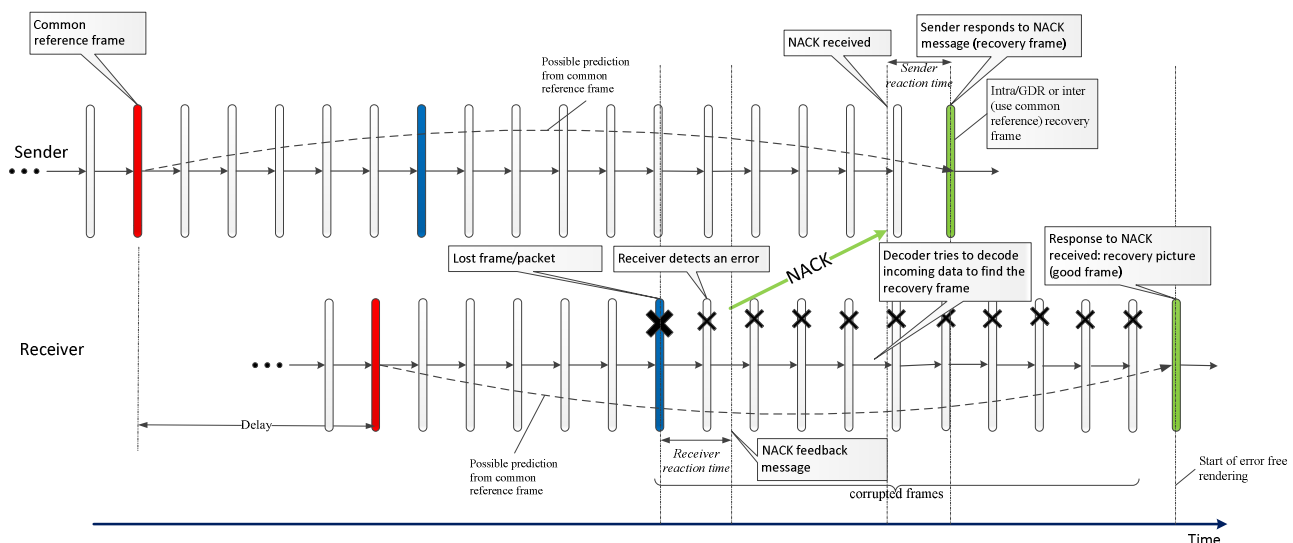 Common
reference frame
NACK received
Sender responds to NACK
message (recovery frame)
Possible prediction
from common
reference frame
Sender
reaction time
Intra/GDR or inter
(use common
reference) recovery
frame
Sender
Lost frame/packet
Receiver detects an error
NACK
Decoder tries to decode
incoming data to find the
recovery frame
Response to NACK
received: recovery picture
(good frame)
Receiver
Delay
Possible prediction
from common
reference frame
Receiver
reaction time
NACK feedback
message
corrupted frames
Start of error free
rendering
Time